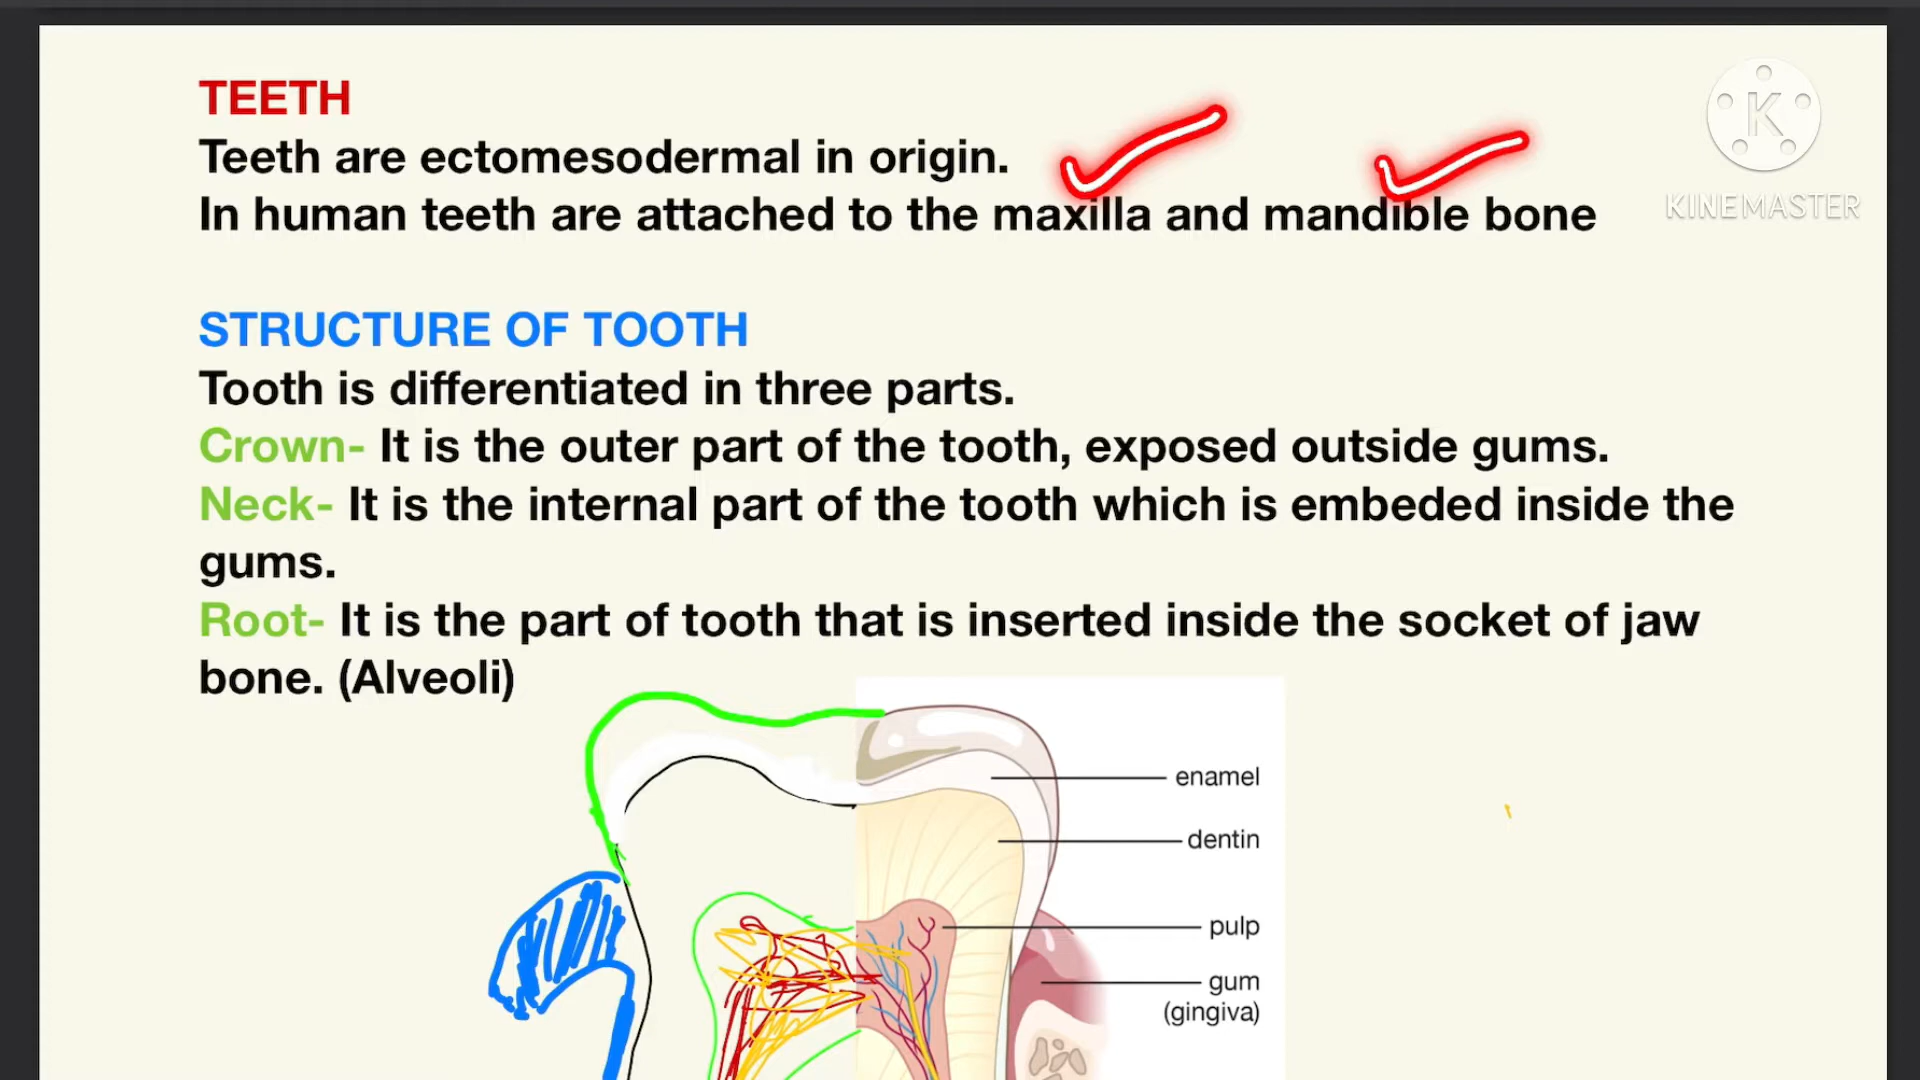 TEETH
Teeth are ectomesodermal in origin.
In human teeth are attached to the maxilla and mandible bone
K
KINEMASTER
STRUCTURE OF TOOTH
Tooth is differentiated in three parts.
Crown- It is the outer part of the tooth, exposed outside gums.
Neck- It is the internal part of the tooth which is embeded inside the
gums.
Root- It is the part of tooth that is inserted inside the socket of jaw
bone. (Alveoli)
enamel
dentin
pulp
gum
(gingiva)